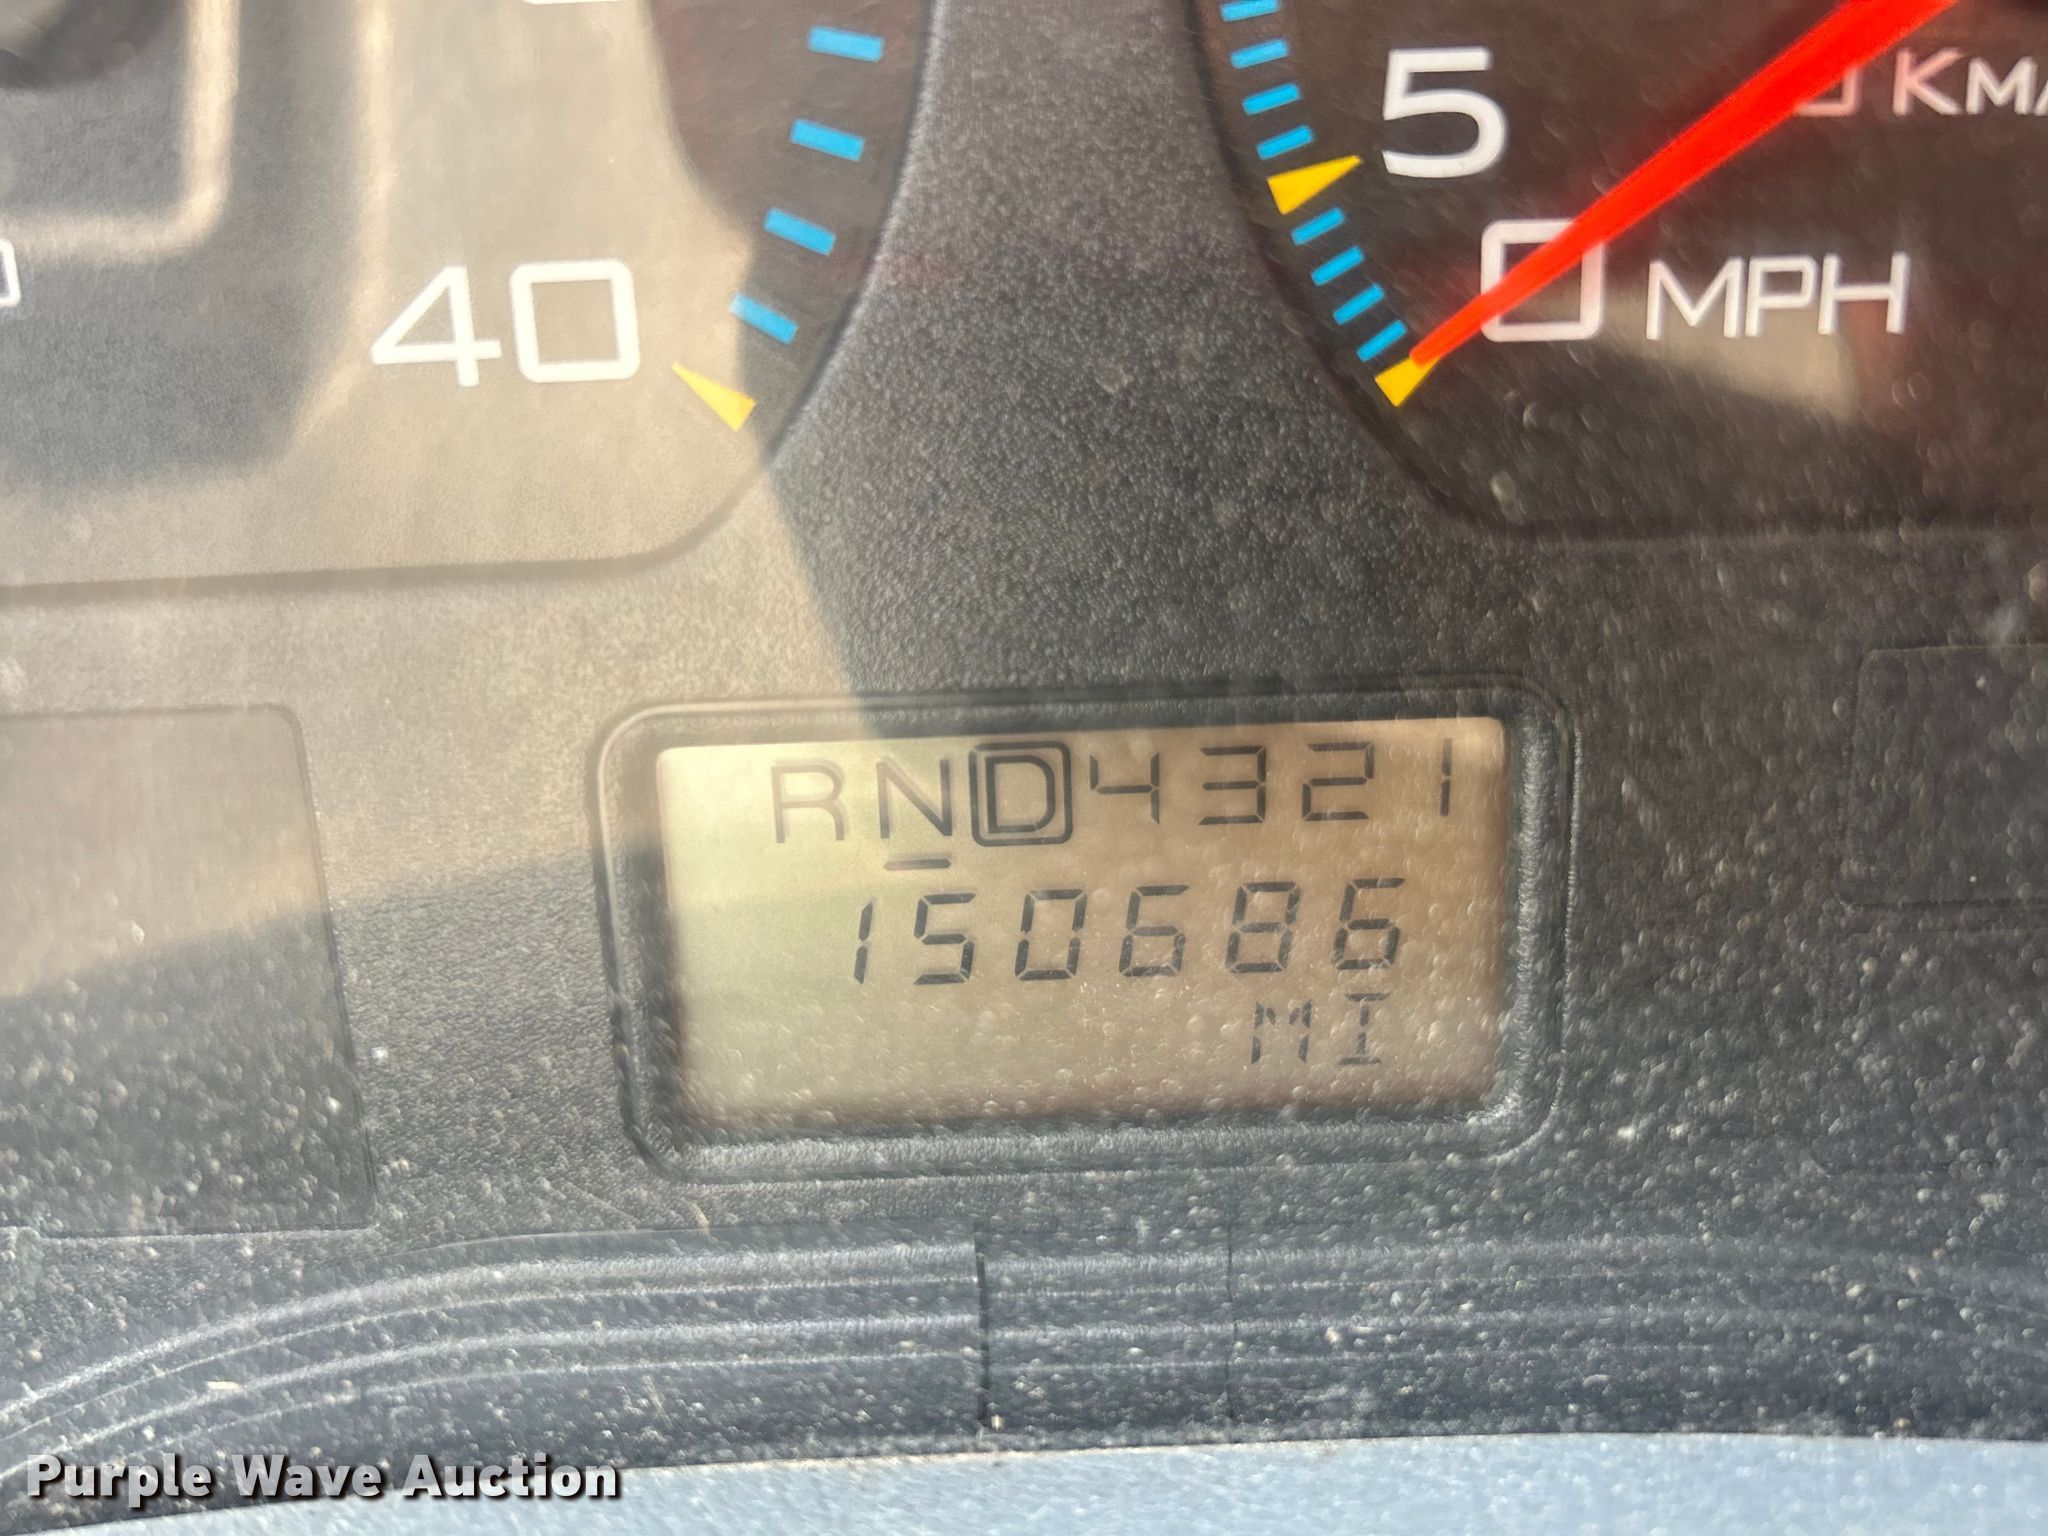 40
5
KM/
0 MPH
RND4321
150686
MI
Purple Wave Auction